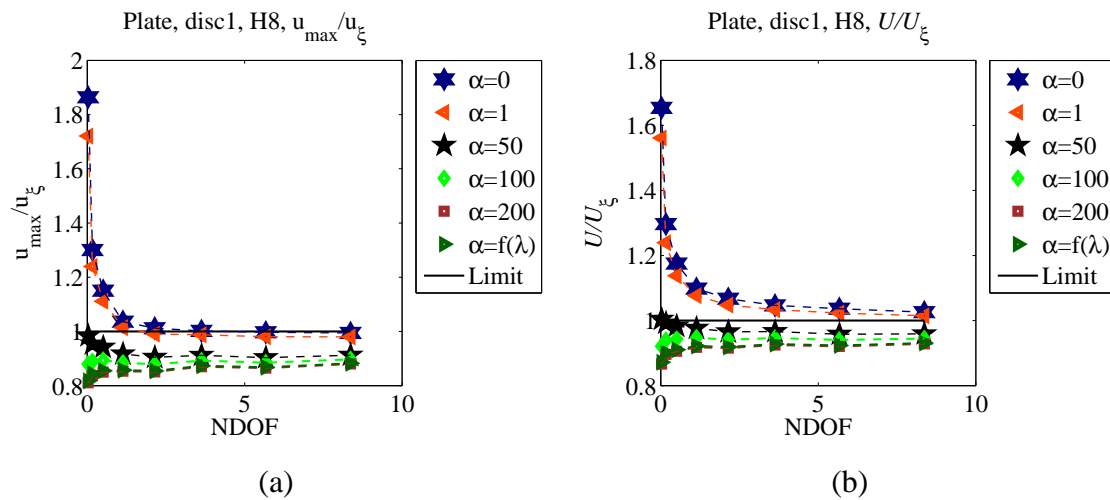 Plate, disc1, H8, u_max/u_ξ
2
1.8
1.6
1.4
1.2
1
0.8
0
5
10
u_max/u_ξ
NDOF
α=0
α=1
α=50
α=100
α=200
α=f(λ)
Limit
(a)
Plate, disc1, H8, U/U_ξ
1.8
1.6
1.4
1.2
1
0.8
0
5
10
U/U_ξ
NDOF
α=0
α=1
α=50
α=100
α=200
α=f(λ)
Limit
(b)